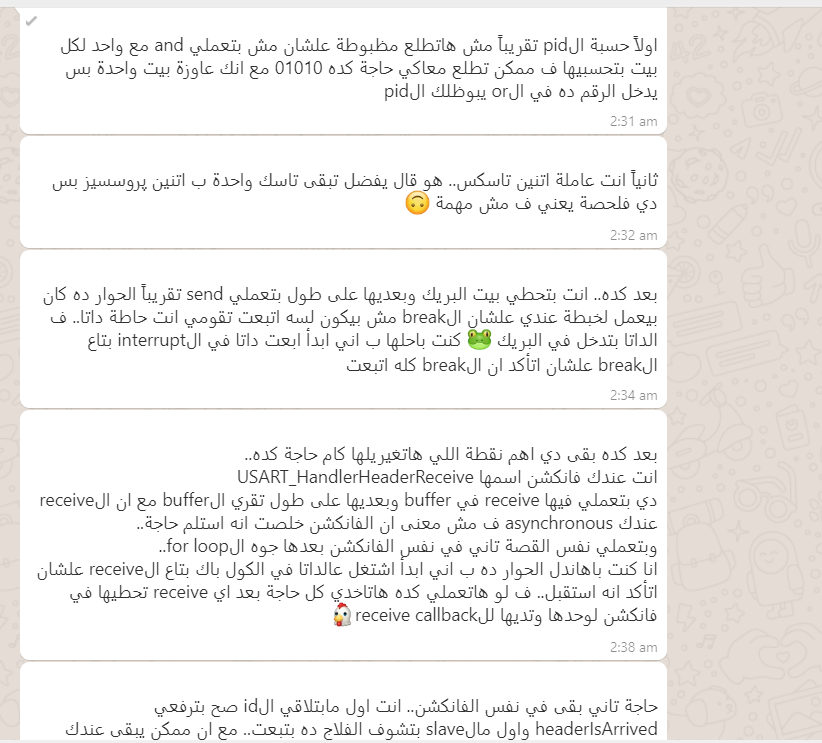 اولاً حسبة الpid تقريباً مش هاتطلع مظبوطة علشان مش بتعملي and مع واحد لكل
بيت بتحسبيها ف ممكن تطلع معاكي حاجة كده 01010 مع انك عاوزة بيت واحدة بس
يدخل الرقم ده في الor يبوظلك الpid
2:31 am
ثانياً انت عاملة اتنين تاسكس.. هو قال يفضل تبقى تاسك واحدة ب اتنين پروسسيز بس
دي فلحصة يعني ف مش مهمة 🙃
2:32 am
بعد كده.. انت بتحطي بيت البريك وبعديها على طول بتعملي send تقريباً الحوار ده كان
بيعمل لخبطة عندي علشان الbreak مش بيكون لسه اتبعت تقومي انت حاطة داتا.. ف
الداتا بتدخل في البريك 🐸 كنت باحلها ب اني ابدأ ابعت داتا في الinterrupt بتاع
الbreak علشان اتأكد ان الbreak كله اتبعت
2:34 am
بعد كده بقى دي اهم نقطة اللي هاتغيريلها كام حاجة كده..
انت عندك فانكشن اسمها USART_HandlerHeaderReceive
دي بتعملي فيها receive في buffer وبعديها على طول تقري الbuffer مع ان الreceive
عندك asynchronous ف مش معنى ان الفانكشن خلصت انه استلم حاجة..
وبتعملي نفس القصة تاني في نفس الفانكشن بعدها جوه الfor loop..
انا كنت باهاندل الحوار ده ب اني ابدأ اشتغل عالداتا في الكول باك بتاع الreceive علشان
اتأكد انه استقبل.. ف لو هاتعملي كده هاتاخدي كل حاجة بعد اي receive تحطيها في
فانكشن لوحدها وتديها للreceive callback 🐔
2:38 am
حاجة تاني بقى في نفس الفانكشن.. انت اول مابتلاقي الid صح بترفعي
headerIsArrived واول مالslave بتشوف الفلاج ده بتبعت.. مع ان ممكن يبقى عندك